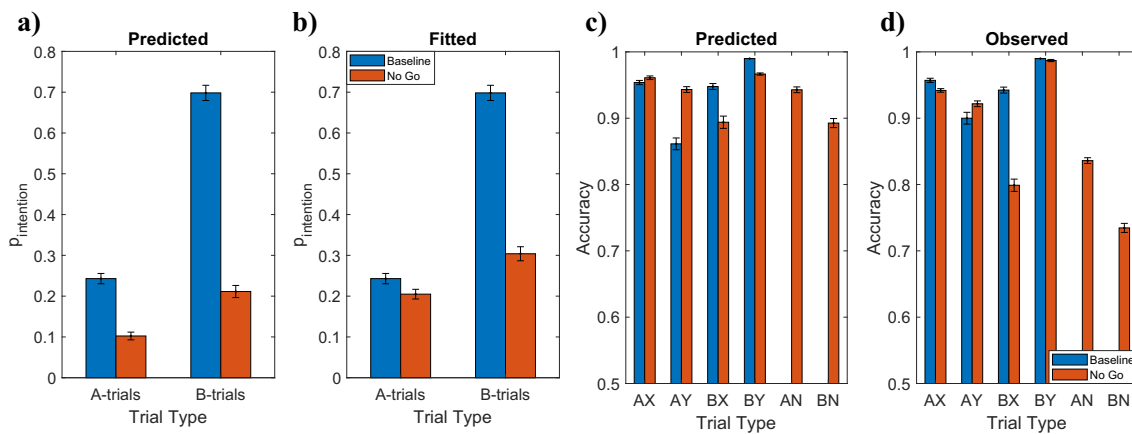 a)
Predicted
0.8
0.7
0.6
0.5
0.4
0.3
0.2
0.1
0
p_intention
A-trials B-trials
Trial Type
b)
Fitted
Baseline
No Go
0.8
0.7
0.6
0.5
0.4
0.3
0.2
0.1
0
p_intention
A-trials B-trials
Trial Type
c)
Predicted
1
0.9
0.8
0.7
0.6
0.5
Accuracy
AX AY BX BY AN BN
Trial Type
d)
Observed
1
0.9
0.8
0.7
0.6
0.5
Accuracy
Baseline
No Go
AX AY BX BY AN BN
Trial Type